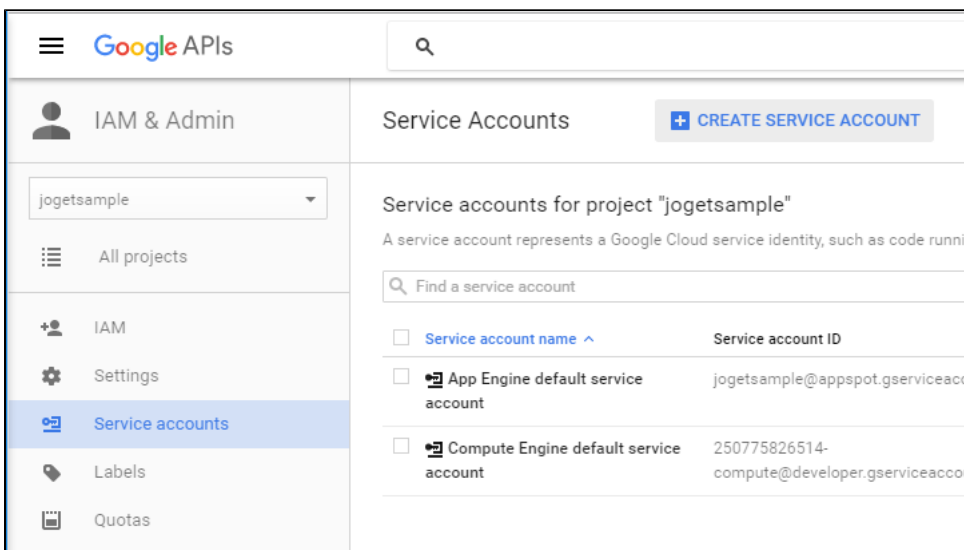 Google APIs
IAM & Admin
Service Accounts
CREATE SERVICE ACCOUNT
jogetsample
All projects
Service accounts for project "jogetsample"
A service account represents a Google Cloud service identity, such as code runni
Find a service account
IAM
Settings
Service accounts
Labels
Quotas
Service account name
Service account ID
App Engine default service
account
jogetsample@appspot.gserviceacc
Compute Engine default service
account
250775826514-
compute@developer.gserviceacco